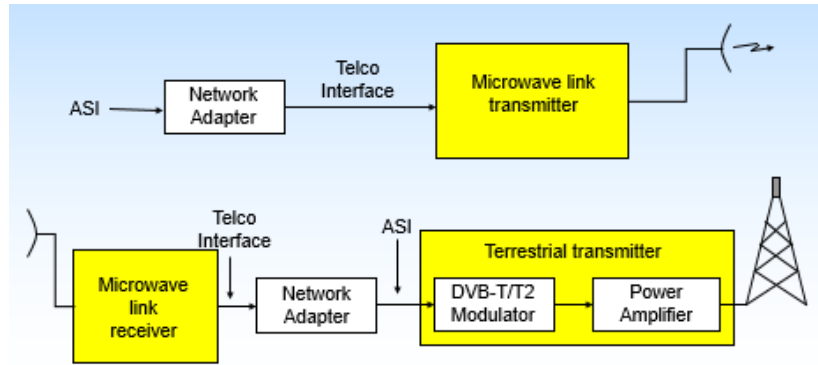 Telco
Interface
Microwave link
transmitter
ASI
Network
Adapter
Telco
Interface
ASI
Terrestrial transmitter
Microwave
link
receiver
Network
Adapter
DVB-T/T2
Modulator
Power
Amplifier